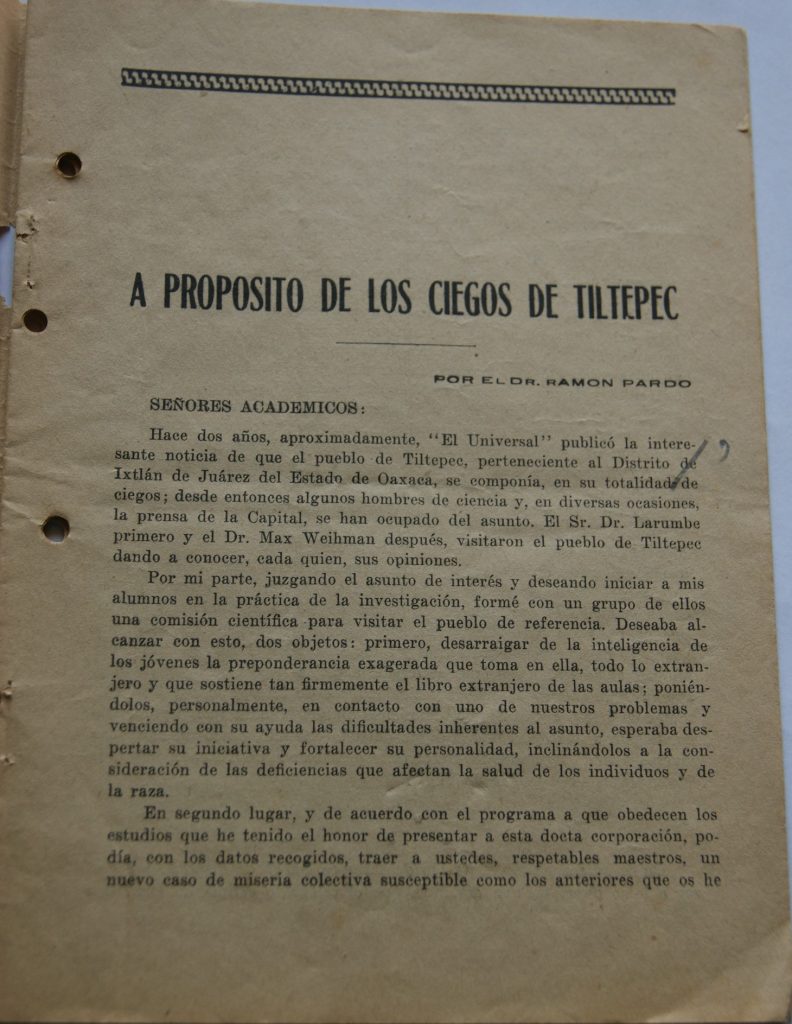 A PROPOSITO DE LOS CIEGOS DE TILTEPEC
POR EL DR. RAMON PARDO
SEÑORES ACADEMICOS:
Hace dos años, aproximadamente, "El Universal" publicó la intere-
sante noticia de que el pueblo de Tiltepec, perteneciente al Distrito de
Ixtlán de Juárez del Estado de Oaxaca, se componía, en su totalidad de
ciegos; desde entonces algunos hombres de ciencia y, en diversas ocasiones,
la prensa de la Capital, se han ocupado del asunto. El Sr. Dr. Larumbe
primero y el Dr. Max Weihman después, visitaron el pueblo de Tiltepec
dando a conocer, cada quien, sus opiniones.
Por mi parte, juzgando el asunto de interés y deseando iniciar a mis
alumnos en la práctica de la investigación, formé con un grupo de ellos
una comisión científica para visitar el pueblo de referencia. Deseaba al-
canzar con esto, dos objetos: primero, desarraigar de la inteligencia de
los jóvenes la preponderancia exagerada que toma en ella, todo lo extran-
jero y que sostiene tan firmemente el libro extranjero de las aulas; ponién-
dolos, personalmente, en contacto con uno de nuestros problemas y
venciendo con su ayuda las dificultades inherentes al asunto, esperaba des-
pertar su iniciativa y fortalecer su personalidad, inclinándolos a la con-
sideración de las deficiencias que afectan la salud de los individuos y de
la raza.
En segundo lugar, y de acuerdo con el programa a que obedecen los
estudios que he tenido el honor de presentar a esta docta corporación, po-
día, con los datos recogidos, traer a ustedes, respetables maestros, un
nuevo caso de miseria colectiva susceptible como los anteriores que os he